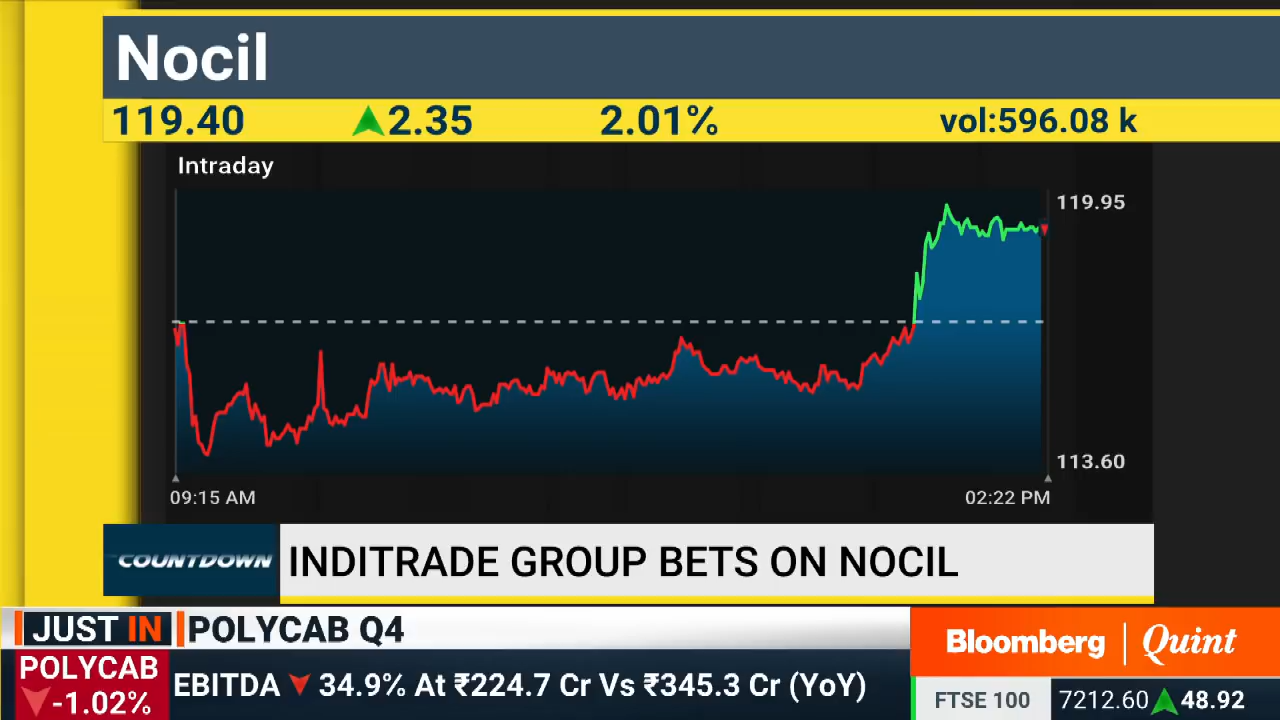 Nocil
119.40 2.35 2.01% vol:596.08 k
Intraday
119.95
113.60
09:15 AM 02:22 PM
COUNTDOWN INDITRADE GROUP BETS ON NOCIL
JUST IN POLYCAB Q4
POLYCAB
-1.02%
EBITDA 34.9% At ₹224.7 Cr Vs ₹345.3 Cr (YoY)
Bloomberg | Quint
FTSE 100 7212.60 48.92